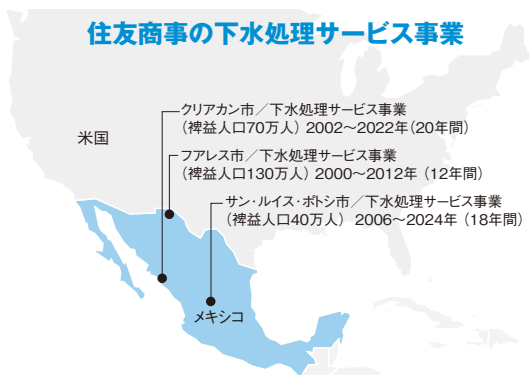 住友商事の下水処理サービス事業
クリアカン市／下水処理サービス事業
(裨益人口70万人) 2002〜2022年(20年間)
米国
フアレス市／下水処理サービス事業
(裨益人口130万人) 2000〜2012年 (12年間)
サン・ルイス・ポトシ市／下水処理サービス事業
(裨益人口40万人) 2006〜2024年 (18年間)
メキシコ